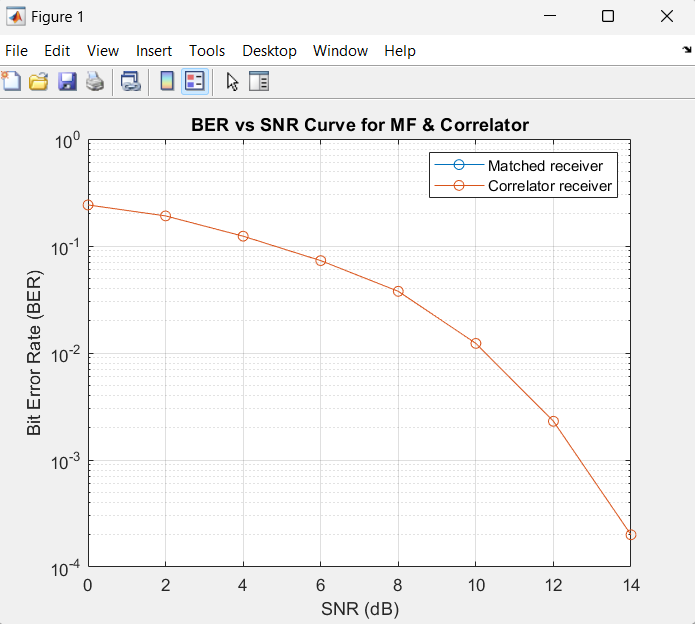 Figure 1
File Edit View Insert Tools Desktop Window Help
BER vs SNR Curve for MF & Correlator
Matched receiver
Correlator receiver
10^0
10^-1
10^-2
10^-3
10^-4
Bit Error Rate (BER)
0 2 4 6 8 10 12 14
SNR (dB)